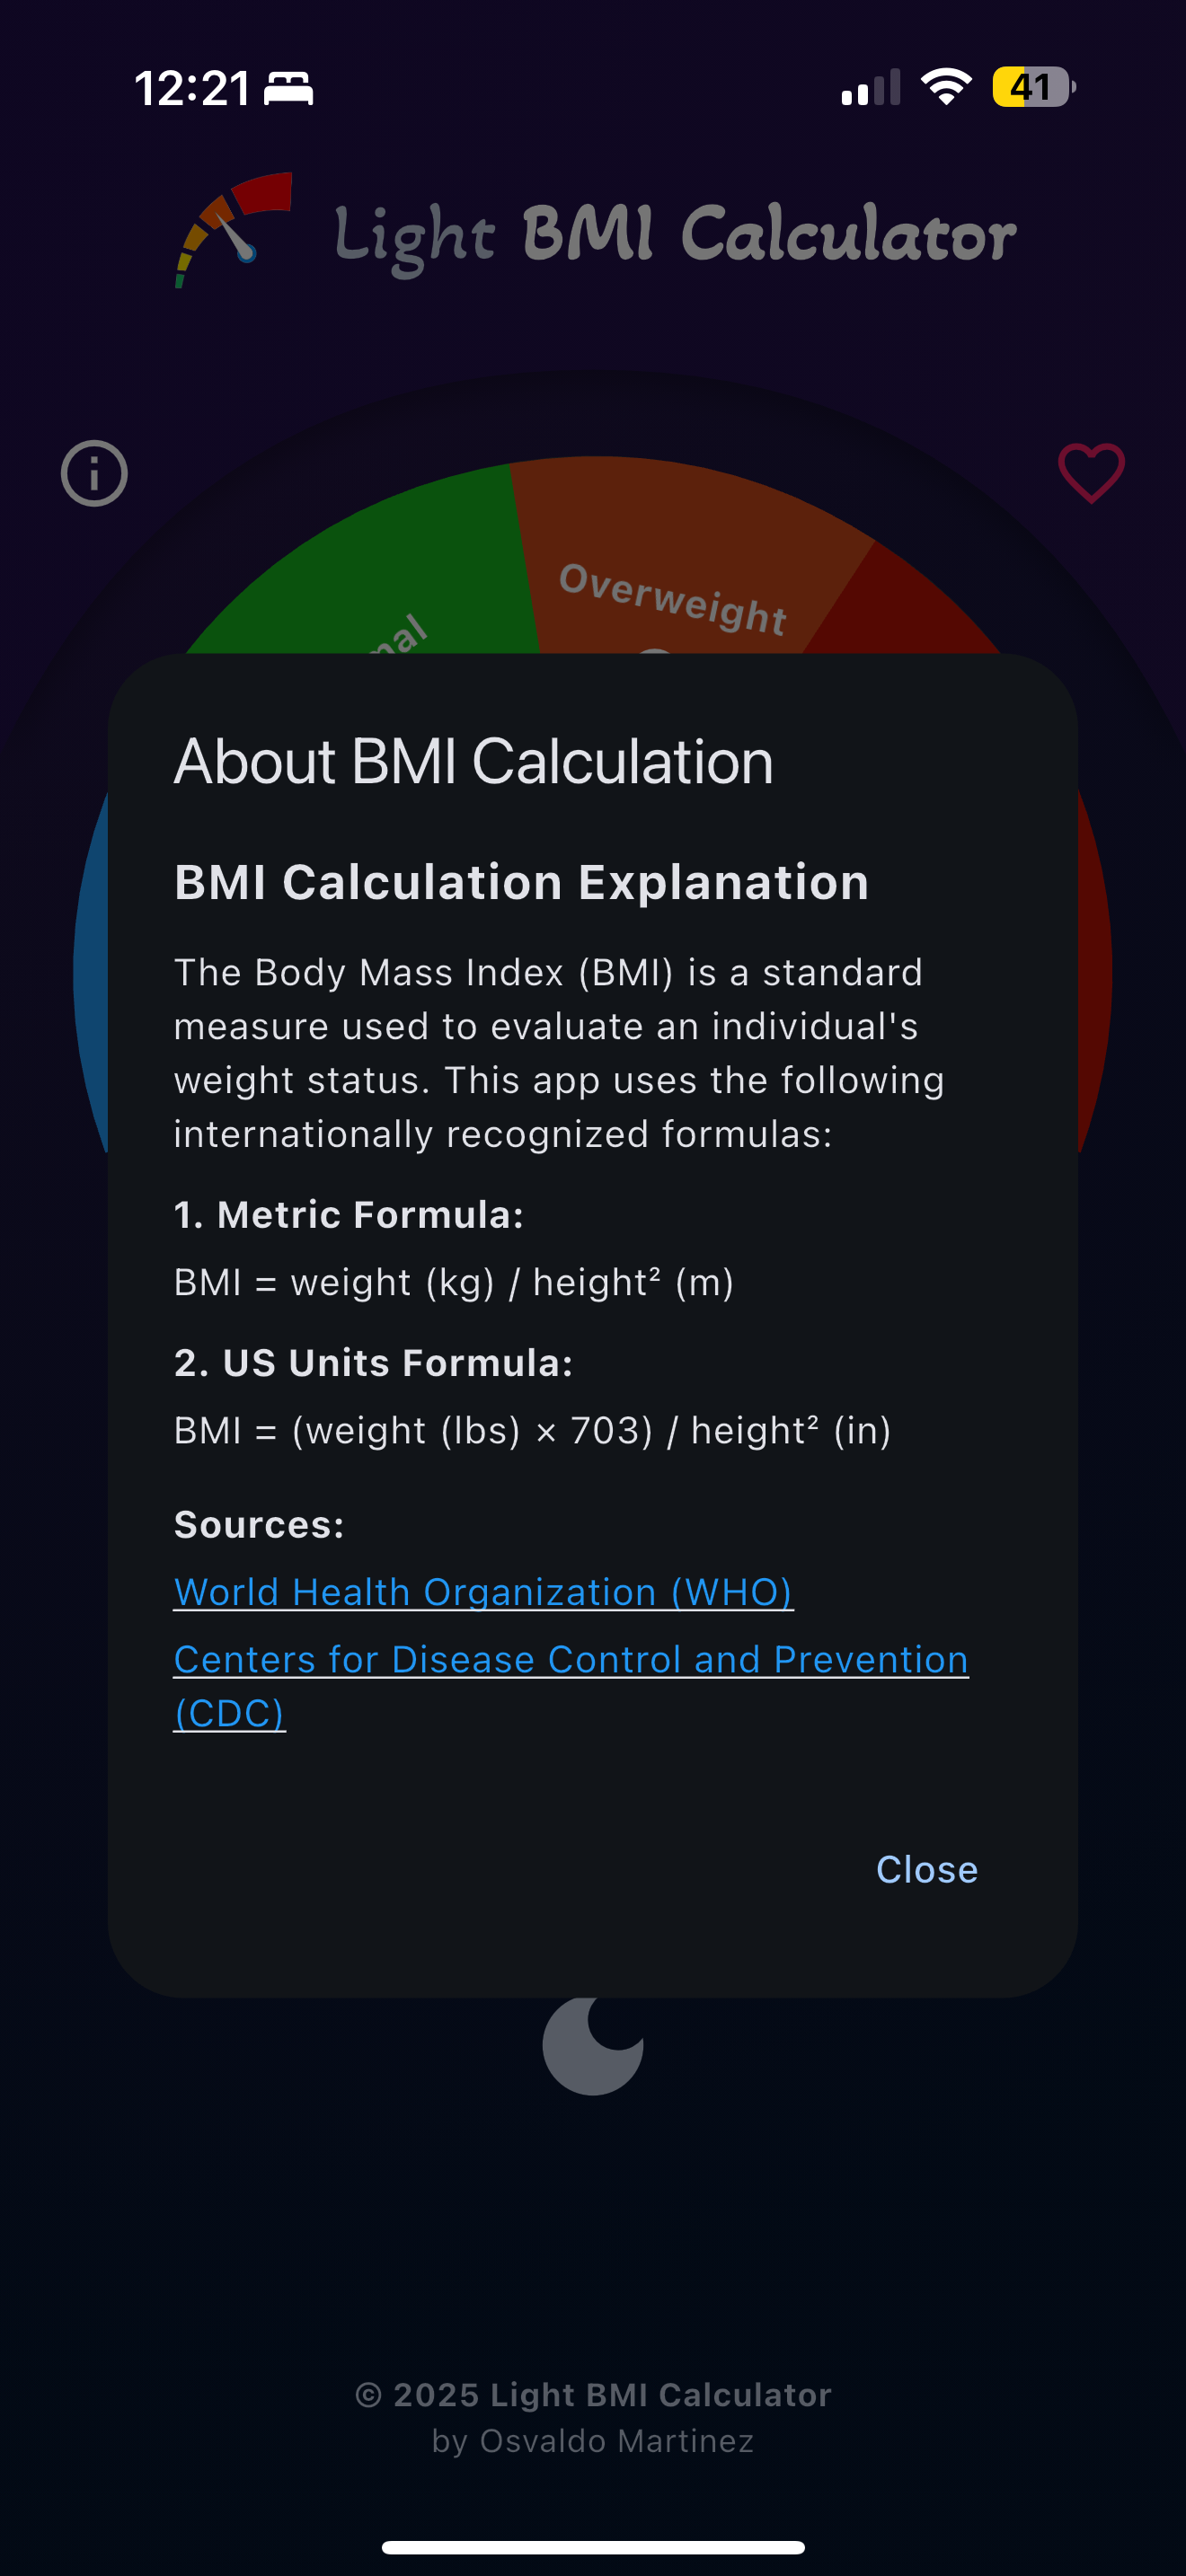 12:21
41
Light BMI Calculator
Overweight
About BMI Calculation
BMI Calculation Explanation
The Body Mass Index (BMI) is a standard
measure used to evaluate an individual's
weight status. This app uses the following
internationally recognized formulas:
1. Metric Formula:
BMI = weight (kg) / height² (m)
2. US Units Formula:
BMI = (weight (lbs) × 703) / height² (in)
Sources:
World Health Organization (WHO)
Centers for Disease Control and Prevention
(CDC)
Close
© 2025 Light BMI Calculator
by Osvaldo Martinez